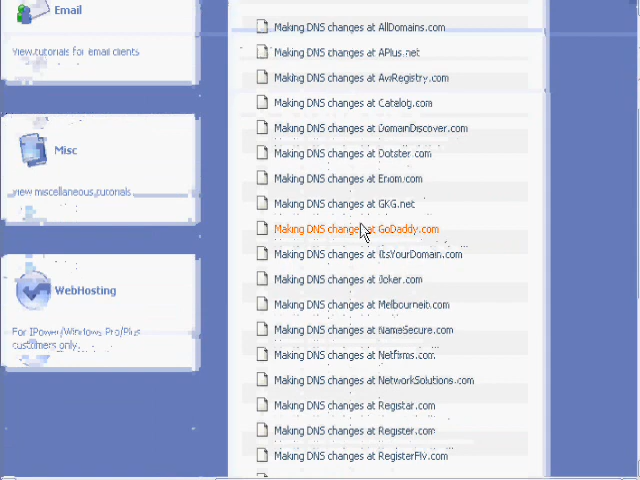 Email
View tutorials for email clients
Misc
View miscellaneous tutorials
WebHosting
For IPower/Windows Pro/Plus
customers only.
Making DNS changes at AllDomains.com
Making DNS changes at APlus.net
Making DNS changes at AwRegistry.com
Making DNS changes at Catalog.com
Making DNS changes at DomainDiscover.com
Making DNS changes at Dotster.com
Making DNS changes at Enom.com
Making DNS changes at GKG.net
Making DNS changes at GoDaddy.com
Making DNS changes at ItsYourDomain.com
Making DNS changes at Joker.com
Making DNS changes at MelbourneIt.com
Making DNS changes at NameSecure.com
Making DNS changes at Netfirms.com
Making DNS changes at NetworkSolutions.com
Making DNS changes at Registar.com
Making DNS changes at Register.com
Making DNS changes at RegisterFly.com